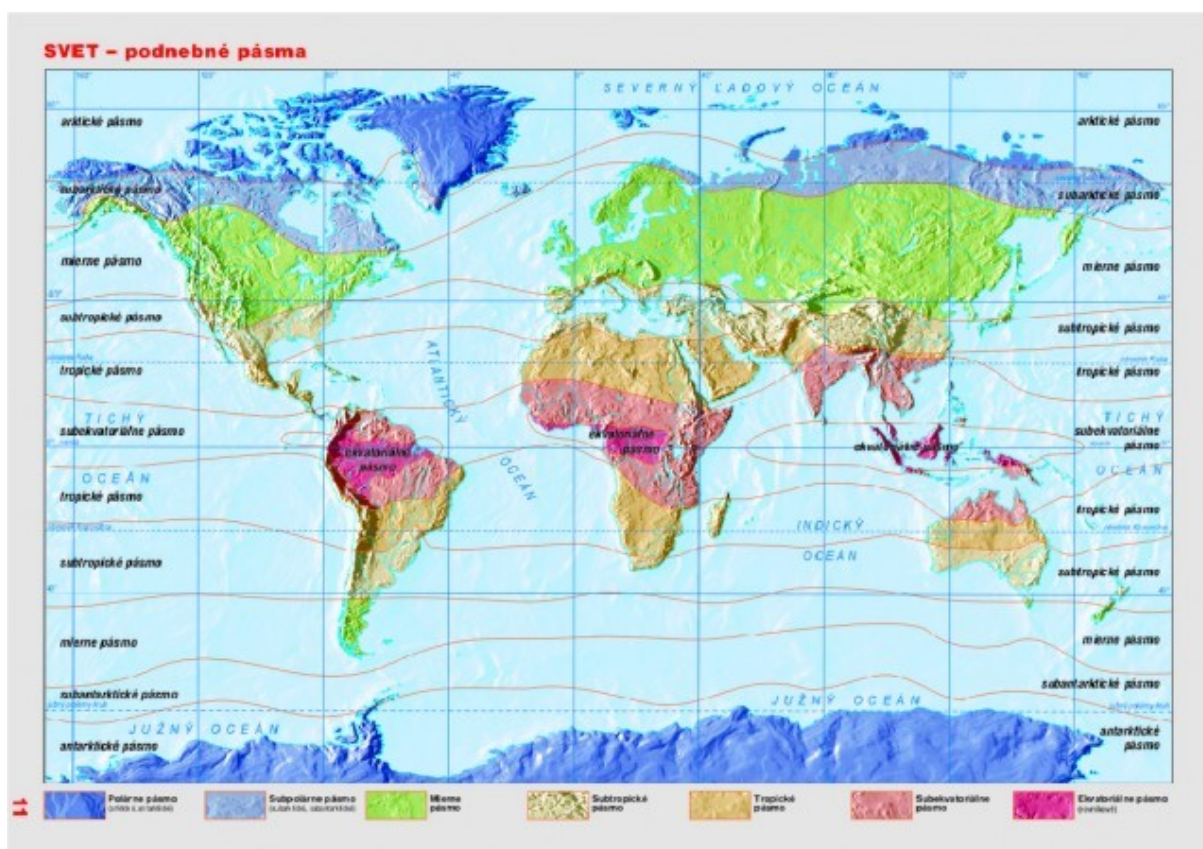 SVET – podnebné pásma
SEVERNÝ ĽADOVÝ OCEÁN
arktické pásmo
arktické pásmo
subarktické pásmo
subarktické pásmo
mierne pásmo
mierne pásmo
subtropické pásmo
subtropické pásmo
ATLANTICKÝ
OCEÁN
tropické pásmo
tropické pásmo
TICHÝ
OCEÁN
TICHÝ
OCEÁN
subekvatoriálne pásmo
subekvatoriálne
pásmo
ekvatoriálne
pásmo
ekvatoriálne
pásmo
ekvatoriálne pásmo
tropické pásmo
tropické pásmo
INDICKÝ
OCEÁN
subtropické pásmo
subtropické pásmo
mierne pásmo
mierne pásmo
subantarktické pásmo
subantarktické pásmo
JUŽNÝ OCEÁN
JUŽNÝ OCEÁN
antarktické pásmo
antarktické
pásmo
11
Polárne pásmo
Subpolárne pásmo
Mierne
pásmo
Subtropické
pásmo
Tropické
pásmo
Subekvatoriálne
pásmo
Ekvatoriálne pásmo